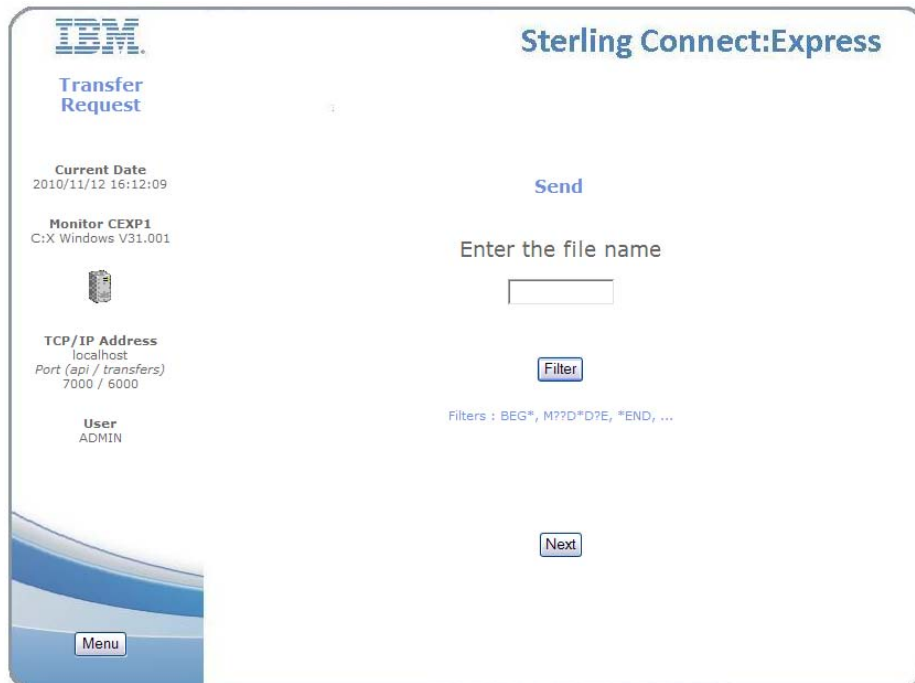 IBM.
Sterling Connect:Express
Transfer
Request
Current Date
2010/11/12 16:12:09
Monitor CEXP1
C:X Windows V31.001
TCP/IP Address
localhost
Port (api / transfers)
7000 / 6000
User
ADMIN
Menu
Send
Enter the file name
Filter
Filters : BEG*, M??D*D?E, *END, ...
Next